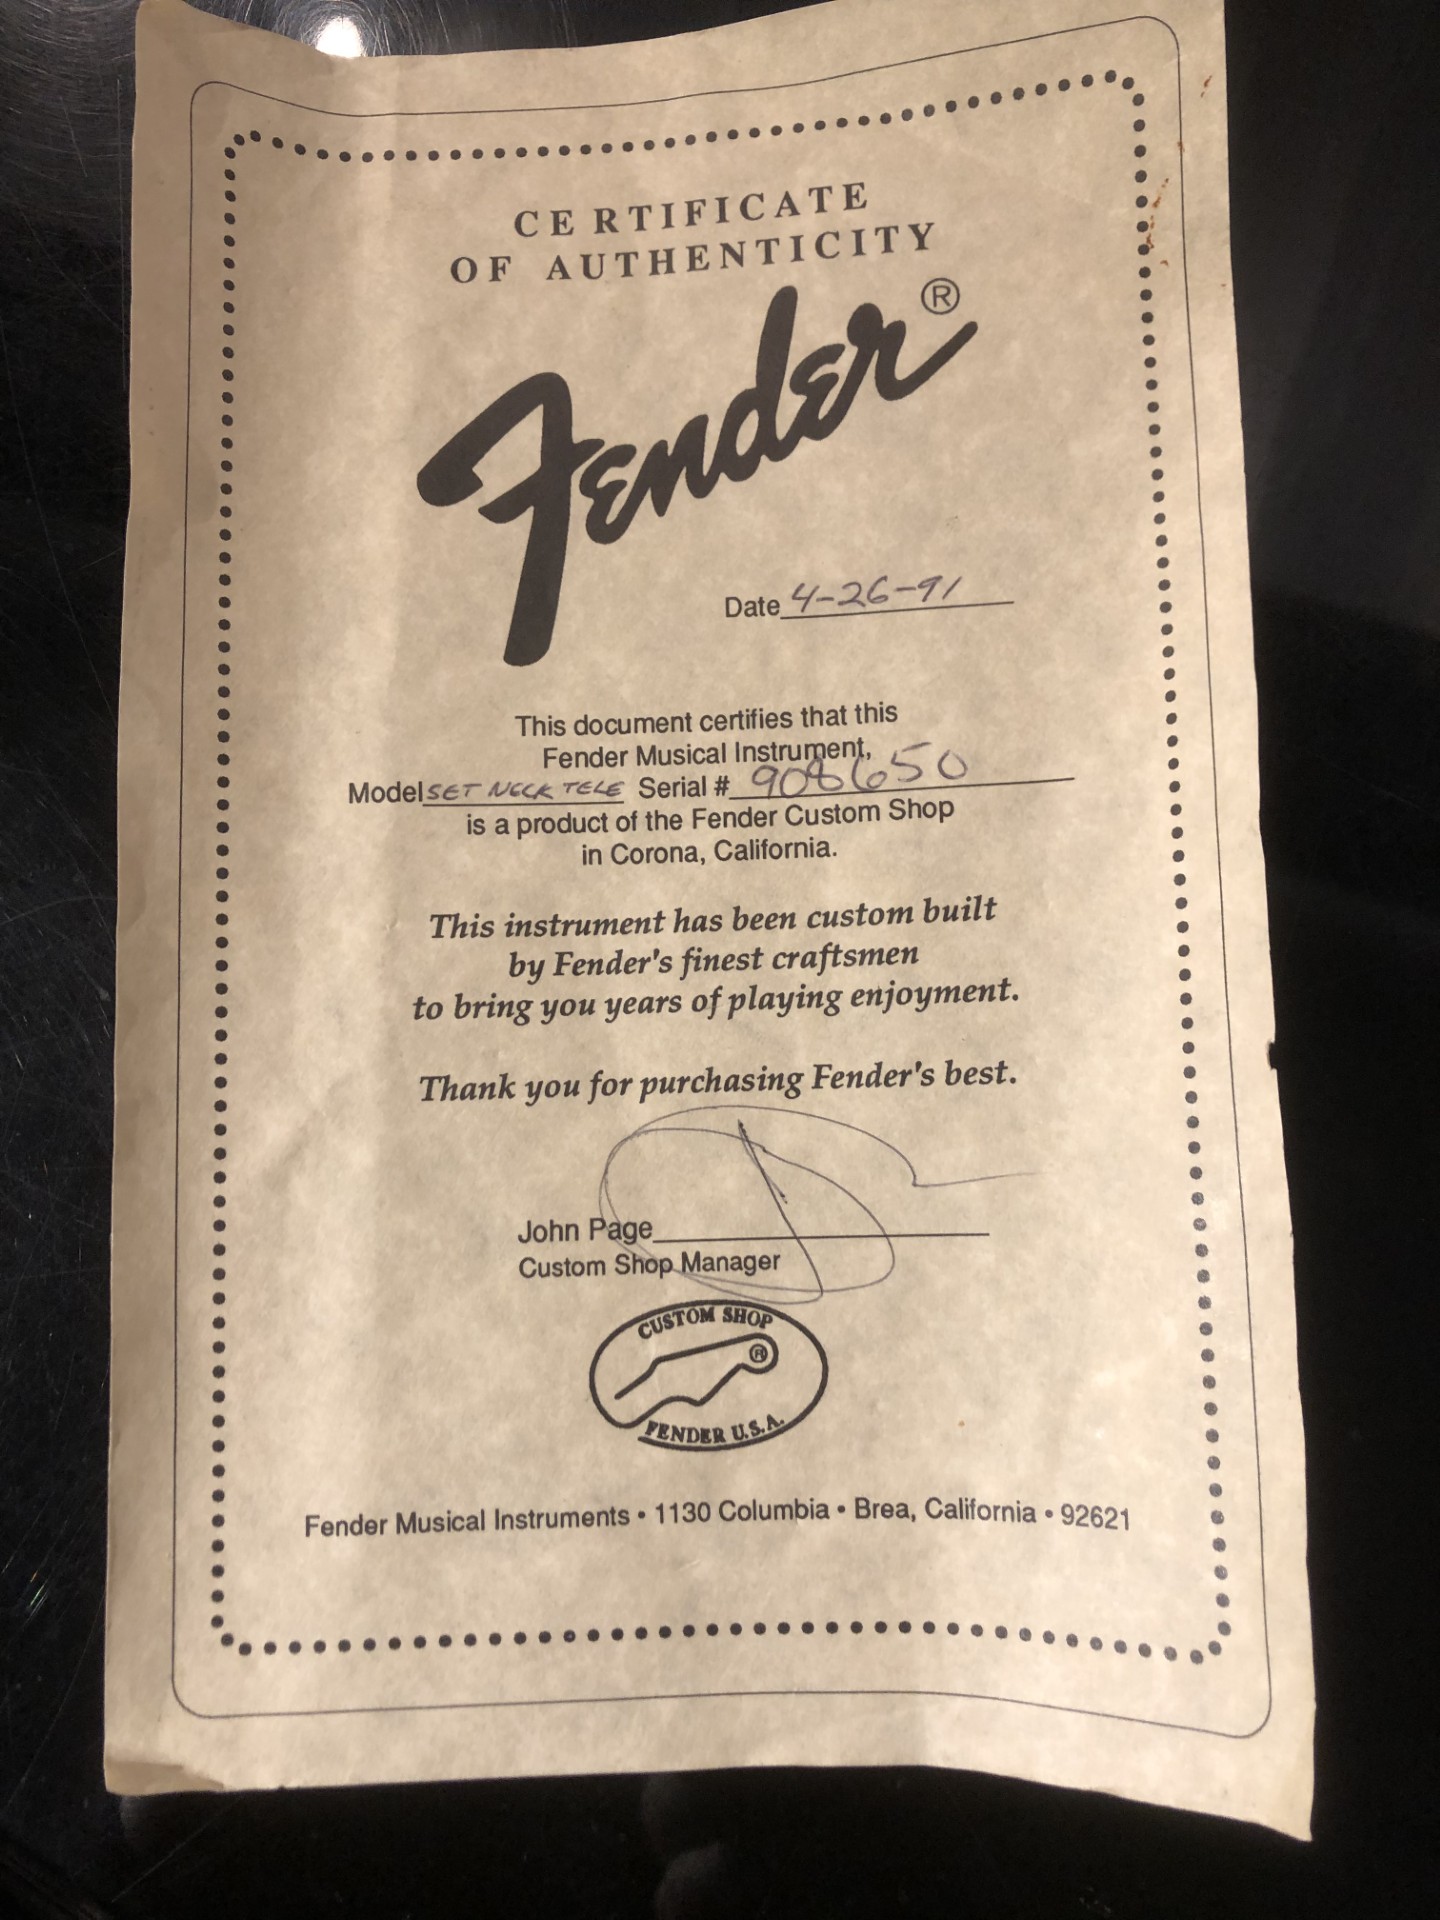 CERTIFICATE
OF AUTHENTICITY
Fender®
Date 4-26-91
This document certifies that this
Fender Musical Instrument,
Model SET NECK TELE Serial # 908650
is a product of the Fender Custom Shop
in Corona, California.
This instrument has been custom built
by Fender's finest craftsmen
to bring you years of playing enjoyment.
Thank you for purchasing Fender's best.
John Page
Custom Shop Manager
CUSTOM SHOP
®
FENDER U.S.A.
Fender Musical Instruments • 1130 Columbia • Brea, California • 92621